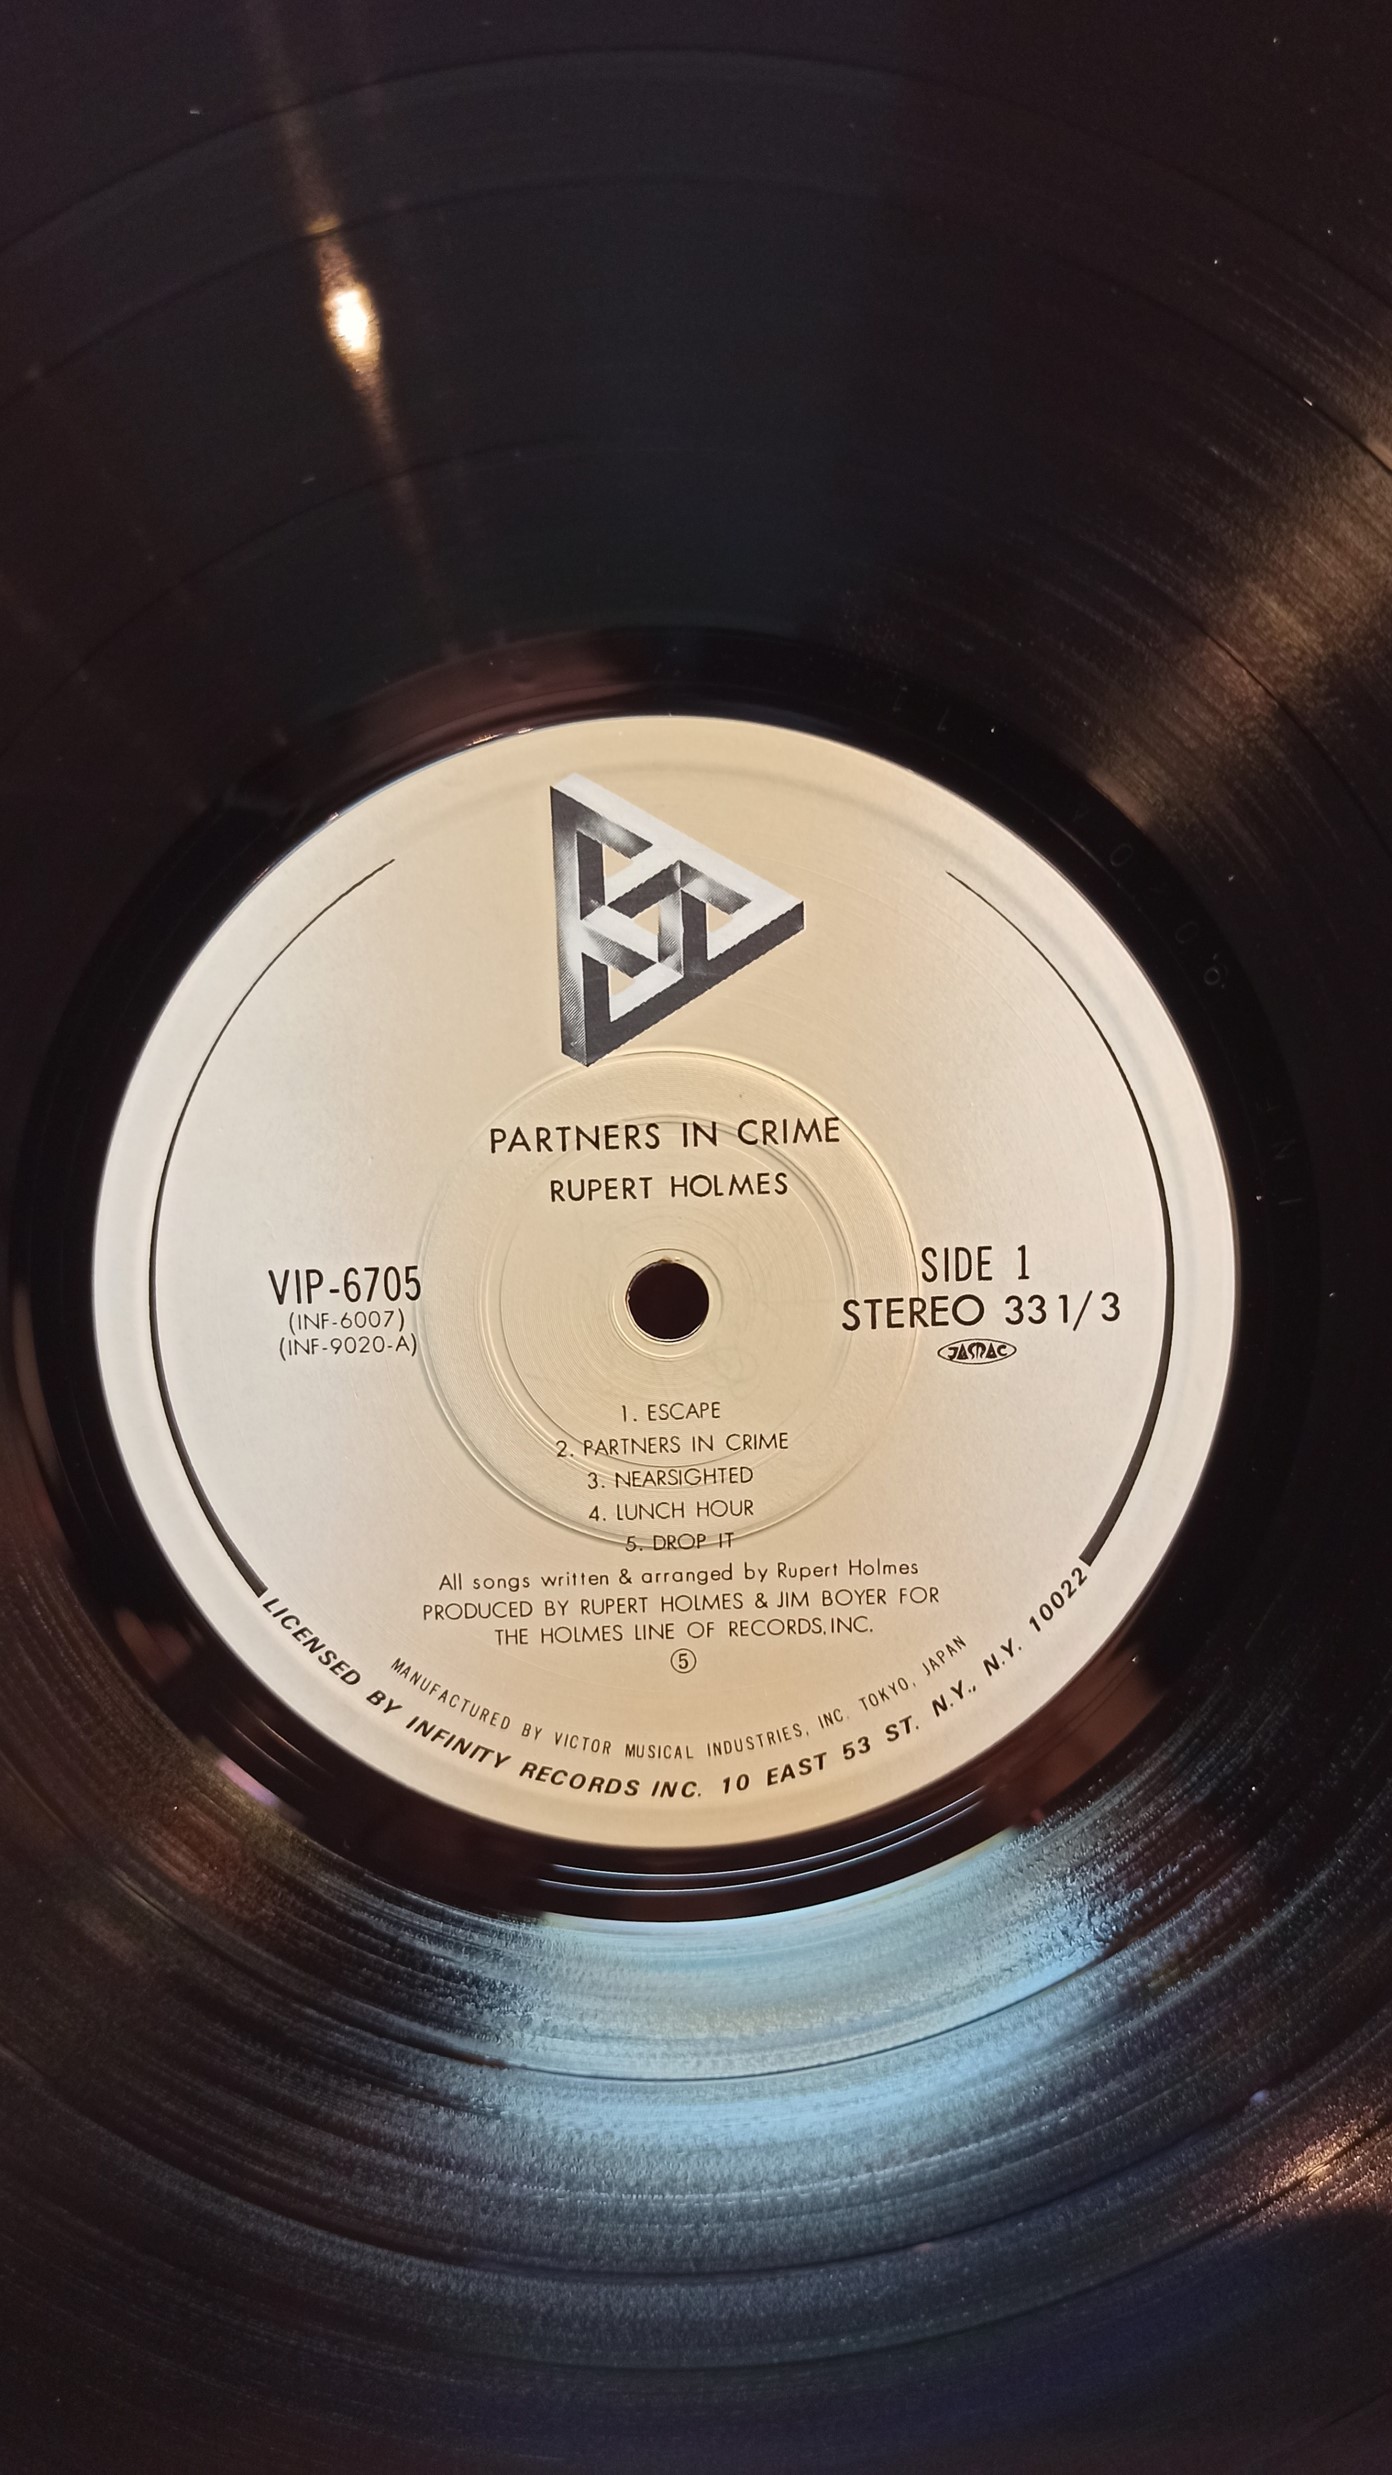 PARTNERS IN CRIME
RUPERT HOLMES
VIP-6705
(INF-6007)
(INF-9020-A)
SIDE 1
STEREO 33 1/3
JASRAC
1. ESCAPE
2. PARTNERS IN CRIME
3. NEARSIGHTED
4. LUNCH HOUR
5. DROP IT
All songs written & arranged by Rupert Holmes
PRODUCED BY RUPERT HOLMES & JIM BOYER FOR
THE HOLMES LINE OF RECORDS, INC.
⑤
MANUFACTURED BY VICTOR MUSICAL INDUSTRIES, INC. TOKYO, JAPAN
LICENSED BY INFINITY RECORDS INC. 10 EAST 53 ST. N.Y., N.Y. 10022